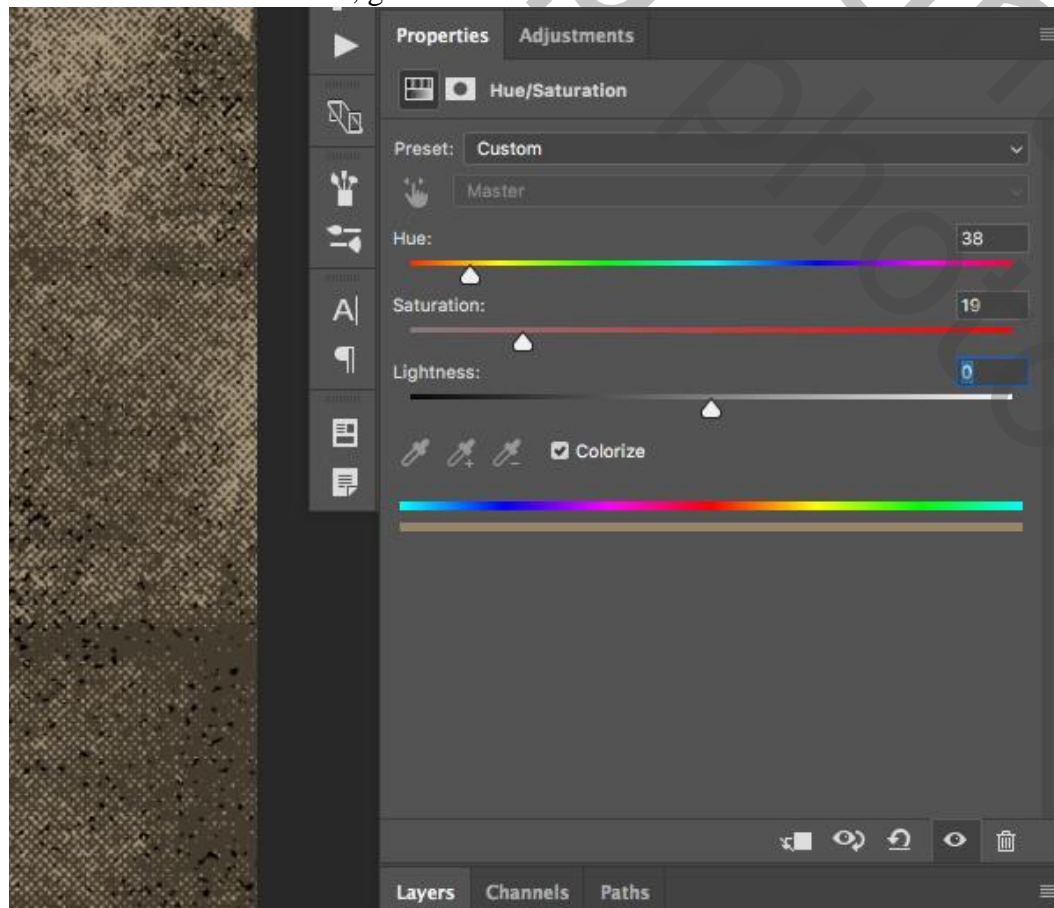 Properties Adjustments
Hue/Saturation
Preset: Custom
Master
Hue: 38
Saturation: 19
Lightness: 0
Colorize
Layers Channels Paths